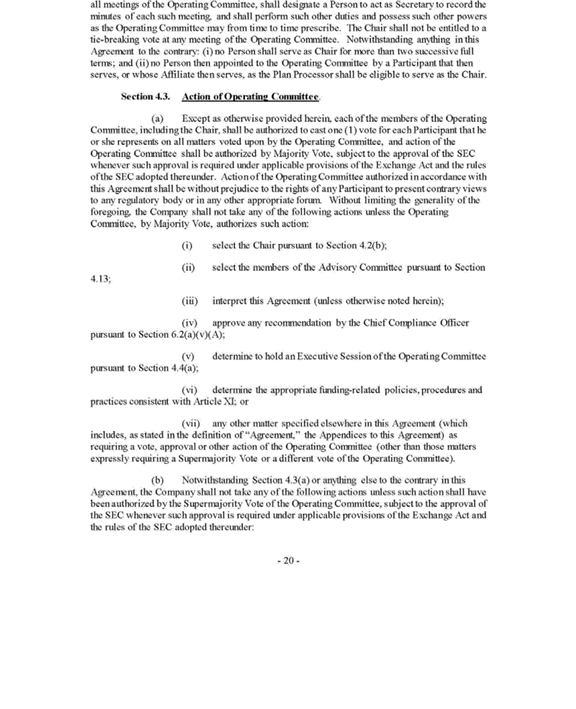 all meetings of the Operating Committee, shall designate a Person to act as Secretary to record the
minutes of each such meeting, and shall perform such other duties and possess such other powers
as the Operating Committee may from time to time prescribe. The Chair shall not be entitled to a
tie-breaking vote at any meeting of the Operating Committee. Notwithstanding anything in this
Agreement to the contrary: (i) no Person shall serve as Chair for more than two successive full
terms; and (ii) no Person then appointed to the Operating Committee by a Participant that then
serves, or whose Affiliate then serves, as the Plan Processor shall be eligible to serve as the Chair.
Section 4.3. Action of Operating Committee.
(a) Except as otherwise provided herein, each of the members of the Operating
Committee, including the Chair, shall be authorized to cast one (1) vote for each Participant that he
or she represents on all matters voted upon by the Operating Committee, and action of the
Operating Committee shall be authorized by Majority Vote, subject to the approval of the SEC
whenever such approval is required under applicable provisions of the Exchange Act and the rules
of the SEC adopted thereunder. Action of the Operating Committee authorized in accordance with
this Agreement shall be without prejudice to the rights of any Participant to present contrary views
to any regulatory body or in any other appropriate forum. Without limiting the generality of the
foregoing, the Company shall not take any of the following actions unless the Operating
Committee, by Majority Vote, authorizes such action:
(i) select the Chair pursuant to Section 4.2(b);
(ii) select the members of the Advisory Committee pursuant to Section
4.13;
(iii) interpret this Agreement (unless otherwise noted herein);
(iv) approve any recommendation by the Chief Compliance Officer
pursuant to Section 6.2(a)(v)(A);
(v) determine to hold an Executive Session of the Operating Committee
pursuant to Section 4.4(a);
(vi) determine the appropriate funding-related policies, procedures and
practices consistent with Article XI; or
(vii) any other matter specified elsewhere in this Agreement (which
includes, as stated in the definition of “Agreement,” the Appendices to this Agreement) as
requiring a vote, approval or other action of the Operating Committee (other than those matters
expressly requiring a Supermajority Vote or a different vote of the Operating Committee).
(b) Notwithstanding Section 4.3(a) or anything else to the contrary in this
Agreement, the Company shall not take any of the following actions unless such action shall have
been authorized by the Supermajority Vote of the Operating Committee, subject to the approval of
the SEC whenever such approval is required under applicable provisions of the Exchange Act and
the rules of the SEC adopted thereunder:
- 20 -